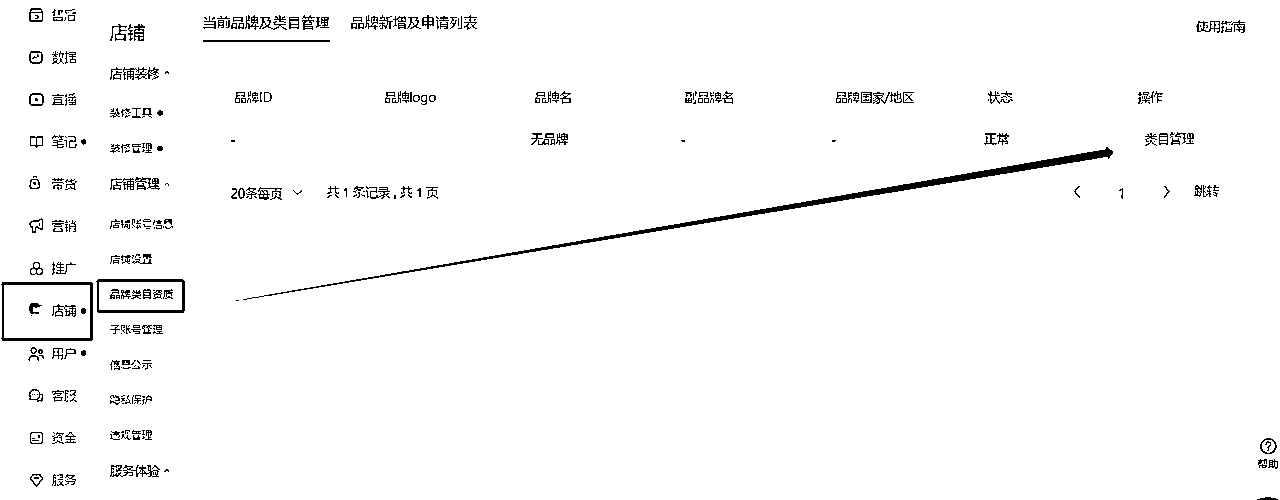 售后
数据
直播
笔记
带货
营销
推广
店铺
用户
客服
资金
服务
店铺
店铺装修
装修工具
装修管理
店铺管理
店铺账号信息
店铺设置
品牌类目资质
子账号管理
信息公示
隐私保护
违规管理
服务体验
当前品牌及类目管理 品牌新增及申请列表 使用指南
品牌ID 品牌logo 品牌名 副品牌名 品牌国家/地区 状态 操作
- 无品牌 - - 正常 类目管理
20条每页 共 1 条记录 , 共 1 页 1 跳转
帮助